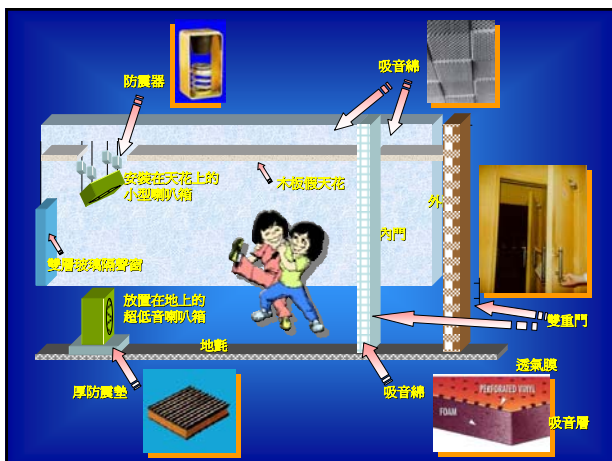 防震器
吸音綿
安裝在天花上的
小型喇叭箱
木板假天花
外
內門
雙層玻璃隔聲窗
放置在地上的
超低音喇叭箱
雙重門
地氈
透氣膜
厚防震墊
吸音綿
PERFORATED VINYL
FOAM
吸音層